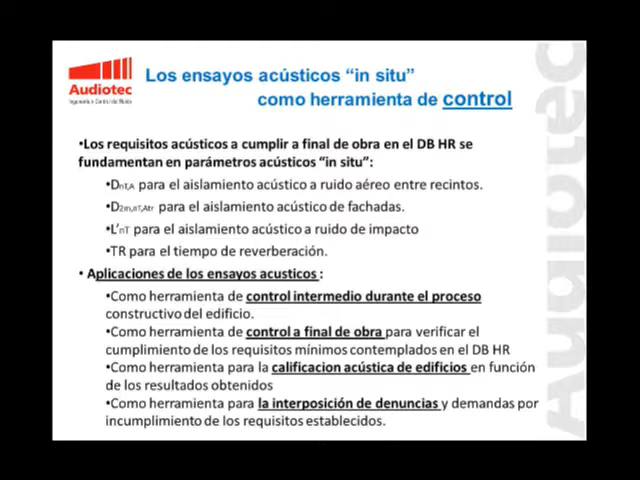 Audiotec
Ingeniería y Control del Ruido
Los ensayos acústicos “in situ”
como herramienta de control
•Los requisitos acústicos a cumplir a final de obra en el DB HR se
fundamentan en parámetros acústicos “in situ”:
•DnT,A para el aislamiento acústico a ruido aéreo entre recintos.
•D2m,nT,Atr para el aislamiento acústico de fachadas.
•L’nT para el aislamiento acústico a ruido de impacto
•TR para el tiempo de reverberación.
• Aplicaciones de los ensayos acusticos :
•Como herramienta de control intermedio durante el proceso
constructivo del edificio.
•Como herramienta de control a final de obra para verificar el
cumplimiento de los requisitos mínimos contemplados en el DB HR
•Como herramienta para la calificacion acústica de edificios en función
de los resultados obtenidos
•Como herramienta para la interposición de denuncias y demandas por
incumplimiento de los requisitos establecidos.
Audiotec